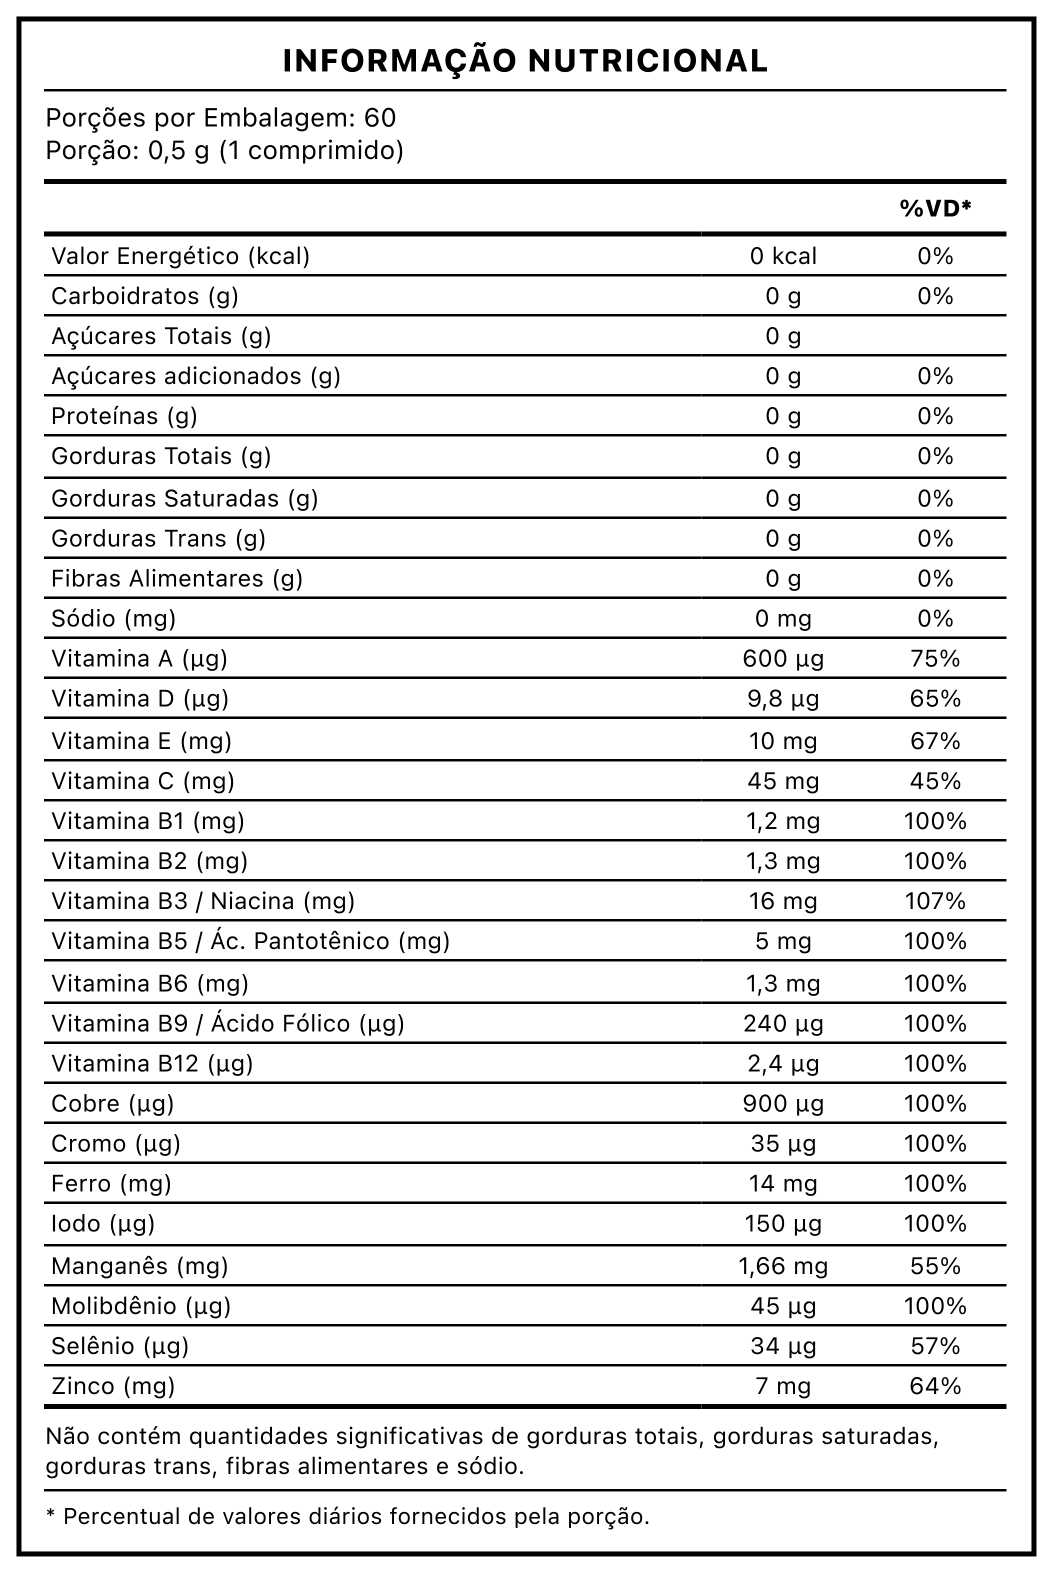 INFORMAÇÃO NUTRICIONAL
Porções por Embalagem: 60
Porção: 0,5 g (1 comprimido)
%VD*
Valor Energético (kcal) 0 kcal 0%
Carboidratos (g) 0 g 0%
Açúcares Totais (g) 0 g
Açúcares adicionados (g) 0 g 0%
Proteínas (g) 0 g 0%
Gorduras Totais (g) 0 g 0%
Gorduras Saturadas (g) 0 g 0%
Gorduras Trans (g) 0 g 0%
Fibras Alimentares (g) 0 g 0%
Sódio (mg) 0 mg 0%
Vitamina A (µg) 600 µg 75%
Vitamina D (µg) 9,8 µg 65%
Vitamina E (mg) 10 mg 67%
Vitamina C (mg) 45 mg 45%
Vitamina B1 (mg) 1,2 mg 100%
Vitamina B2 (mg) 1,3 mg 100%
Vitamina B3 / Niacina (mg) 16 mg 107%
Vitamina B5 / Ác. Pantotênico (mg) 5 mg 100%
Vitamina B6 (mg) 1,3 mg 100%
Vitamina B9 / Ácido Fólico (µg) 240 µg 100%
Vitamina B12 (µg) 2,4 µg 100%
Cobre (µg) 900 µg 100%
Cromo (µg) 35 µg 100%
Ferro (mg) 14 mg 100%
Iodo (µg) 150 µg 100%
Manganês (mg) 1,66 mg 55%
Molibdênio (µg) 45 µg 100%
Selênio (µg) 34 µg 57%
Zinco (mg) 7 mg 64%
Não contém quantidades significativas de gorduras totais, gorduras saturadas,
gorduras trans, fibras alimentares e sódio.
* Percentual de valores diários fornecidos pela porção.